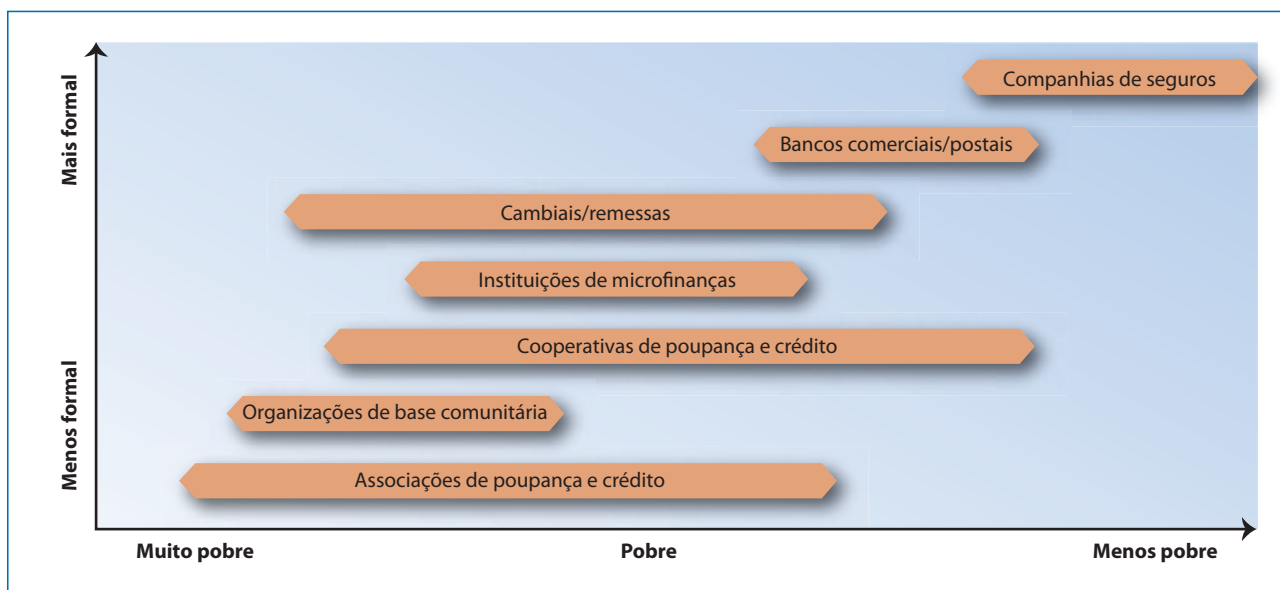 Mais formal
Menos formal
Companhias de seguros
Bancos comerciais/postais
Cambiais/remessas
Instituições de microfinanças
Cooperativas de poupança e crédito
Organizações de base comunitária
Associações de poupança e crédito
Muito pobre
Pobre
Menos pobre